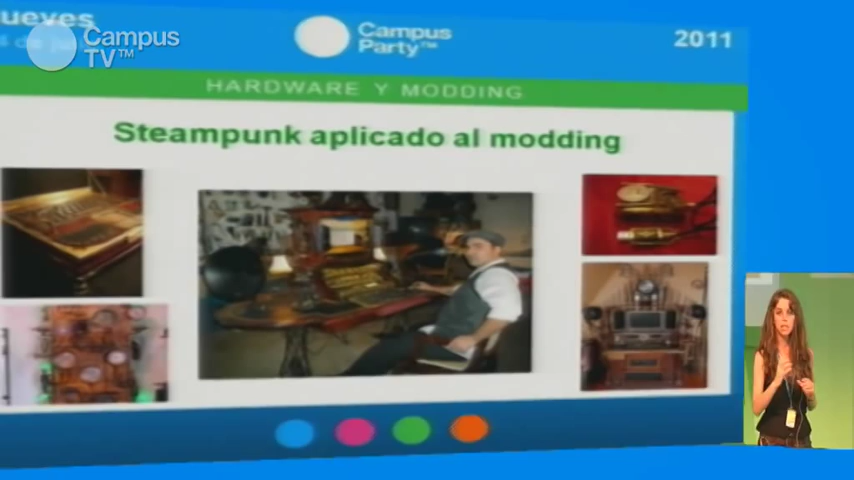 ueves
Campus
TV™
Campus
Party™
2011
HARDWARE Y MODDING
Steampunk aplicado al modding